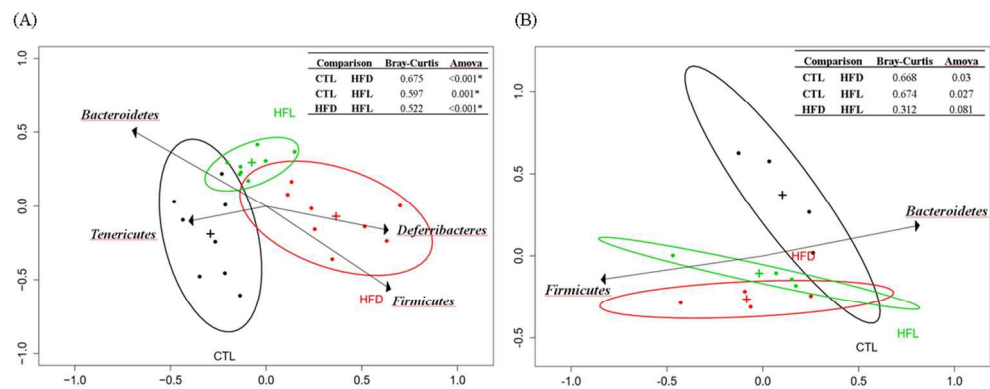 (A)
(B)
Comparison Bray-Curtis Amova
CTL HFD 0.675 <0.001*
CTL HFL 0.597 0.001*
HFD HFL 0.522 <0.001*
HFL
Bacteroidetes
Tenericutes
Deferribacteres
HFD
Firmicutes
CTL
1.0
0.5
0.0
-0.5
-1.0
-1.0 -0.5 0.0 0.5 1.0
Comparison Bray-Curtis Amova
CTL HFD 0.668 0.03
CTL HFL 0.674 0.027
HFD HFL 0.312 0.081
Bacteroidetes
HFD
Firmicutes
HFL
CTL
1.0
0.5
0.0
-0.5
-1.0 -0.5 0.0 0.5 1.0